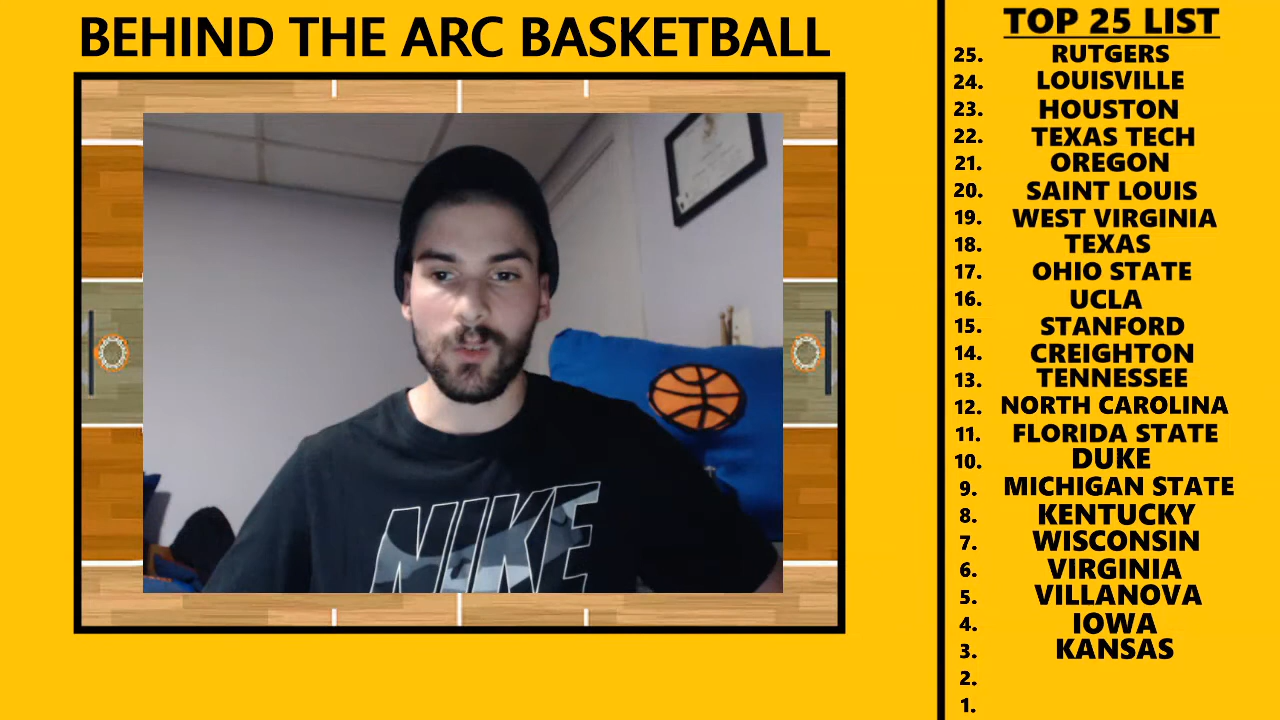 BEHIND THE ARC BASKETBALL
NIKE
TOP 25 LIST
25. RUTGERS
24. LOUISVILLE
23. HOUSTON
22. TEXAS TECH
21. OREGON
20. SAINT LOUIS
19. WEST VIRGINIA
18. TEXAS
17. OHIO STATE
16. UCLA
15. STANFORD
14. CREIGHTON
13. TENNESSEE
12. NORTH CAROLINA
11. FLORIDA STATE
10. DUKE
9. MICHIGAN STATE
8. KENTUCKY
7. WISCONSIN
6. VIRGINIA
5. VILLANOVA
4. IOWA
3. KANSAS
2.
1.